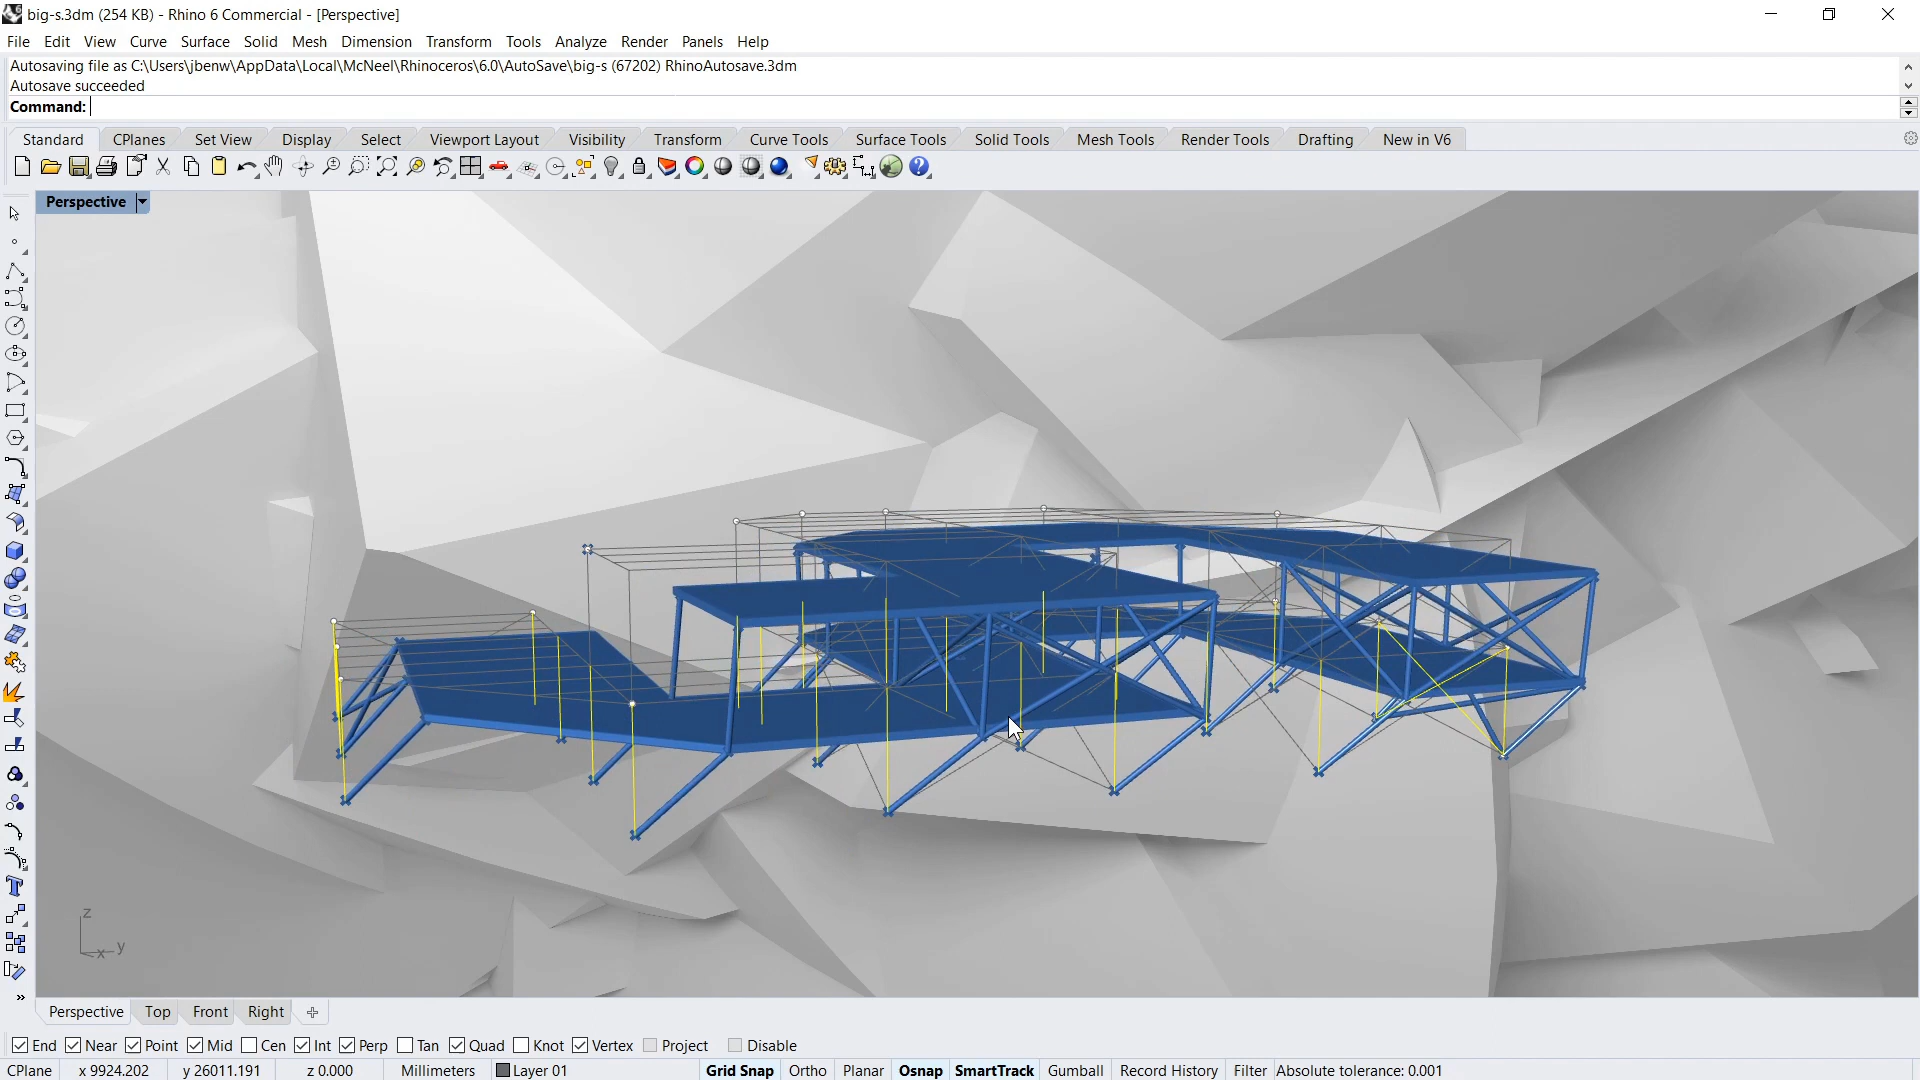 big-s.3dm (254 KB) - Rhino 6 Commercial - [Perspective]
File Edit View Curve Surface Solid Mesh Dimension Transform Tools Analyze Render Panels Help
Autosaving file as C:\Users\jbenw\AppData\Local\McNeel\Rhinoceros\6.0\AutoSave\big-s (67202) RhinoAutosave.3dm
Autosave succeeded
Command:
Standard CPlanes Set View Display Select Viewport Layout Visibility Transform Curve Tools Surface Tools Solid Tools Mesh Tools Render Tools Drafting New in V6
Perspective
z
x y
Perspective Top Front Right
End Near Point Mid Cen Int Perp Tan Quad Knot Vertex Project Disable
CPlane x 9924.202 y 26011.191 z 0.000 Millimeters Layer 01 Grid Snap Ortho Planar Osnap SmartTrack Gumball Record History Filter Absolute tolerance: 0.001